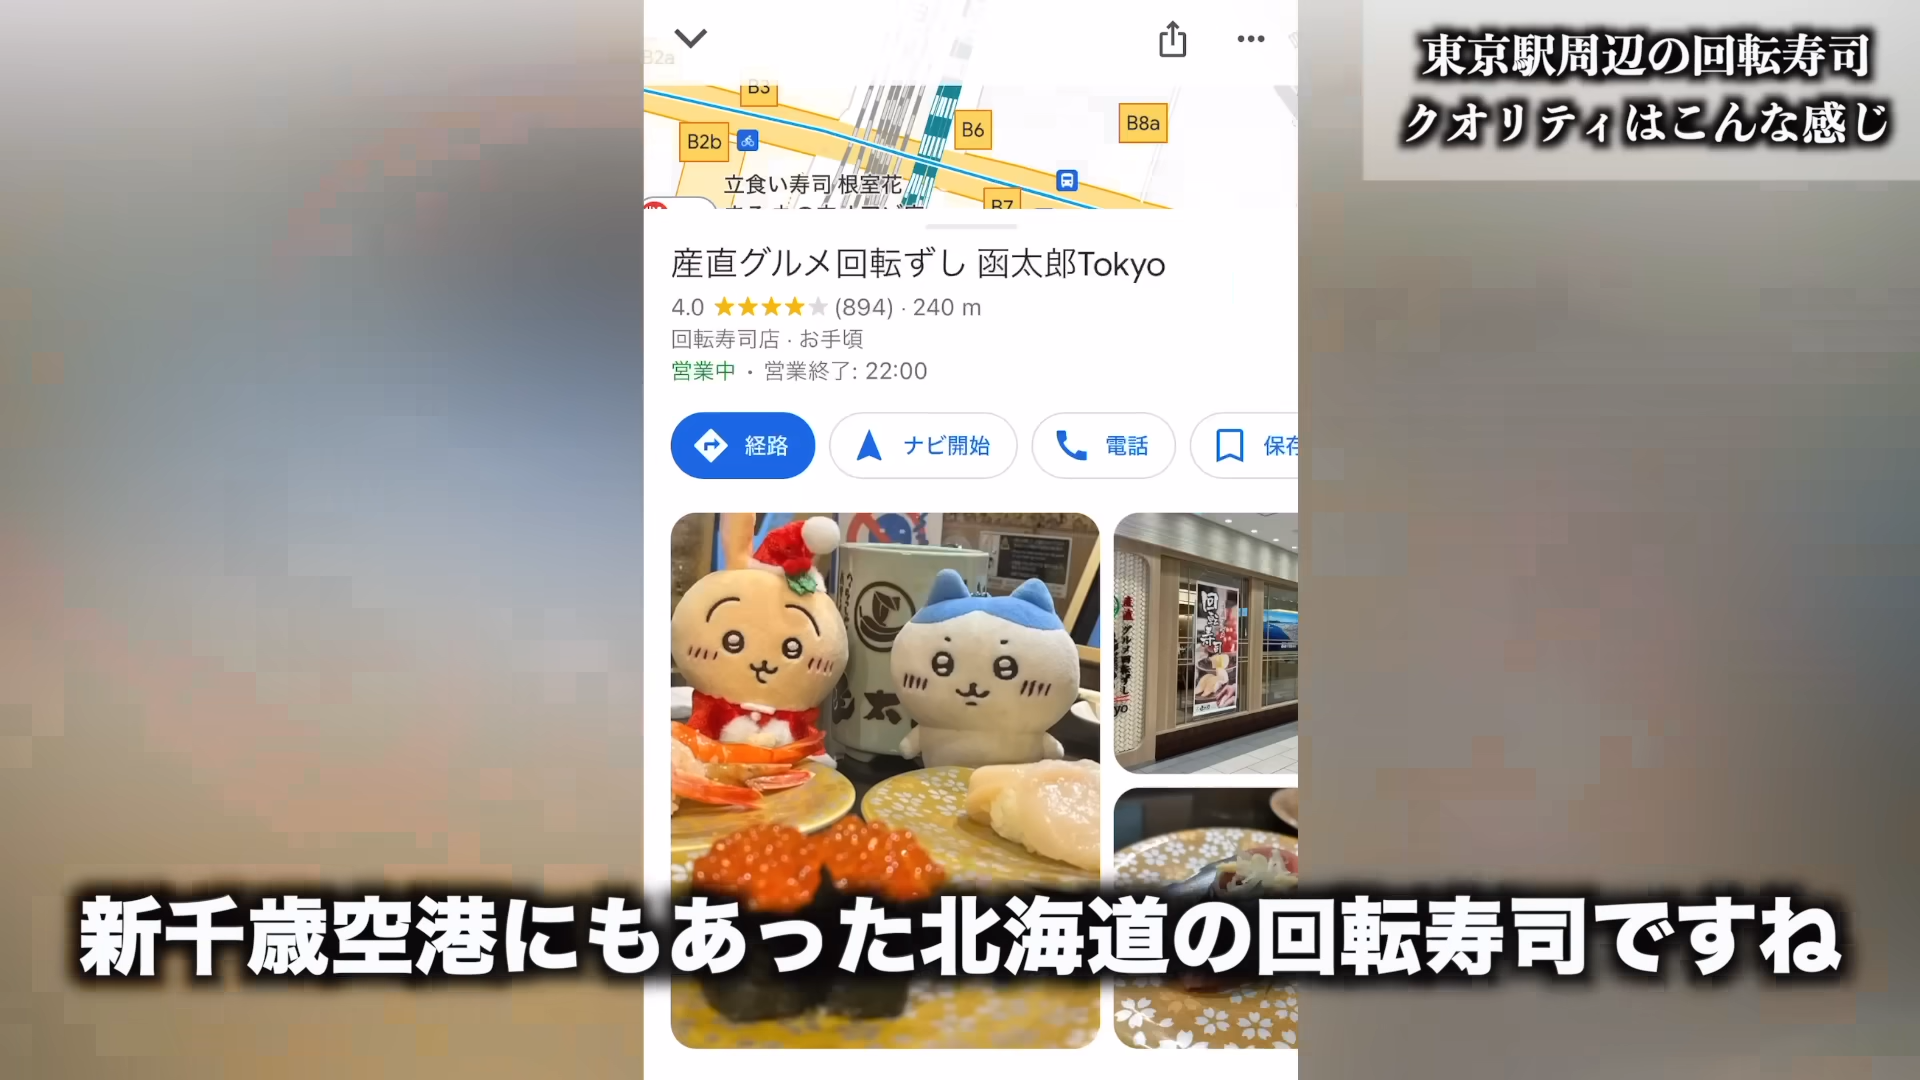 東京駅周辺の回転寿司
クオリティはこんな感じ
B2a
B3
B2b
B6
B8a
立食い寿司 根室花
B7
産直グルメ回転ずし 函太郎Tokyo
4.0 ★★★★★ (894) · 240 m
回転寿司店 · お手頃
営業中 · 営業終了: 22:00
経路
ナビ開始
電話
保存
回転寿司
新千歳空港にもあった北海道の回転寿司ですね